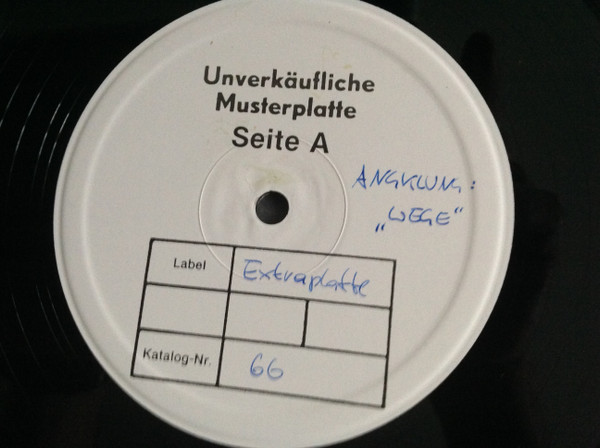 Unverkäufliche
Musterplatte
Seite A
ANGKLUNG:
„WEGE“
Label Extraplatte
Katalog-Nr. 66